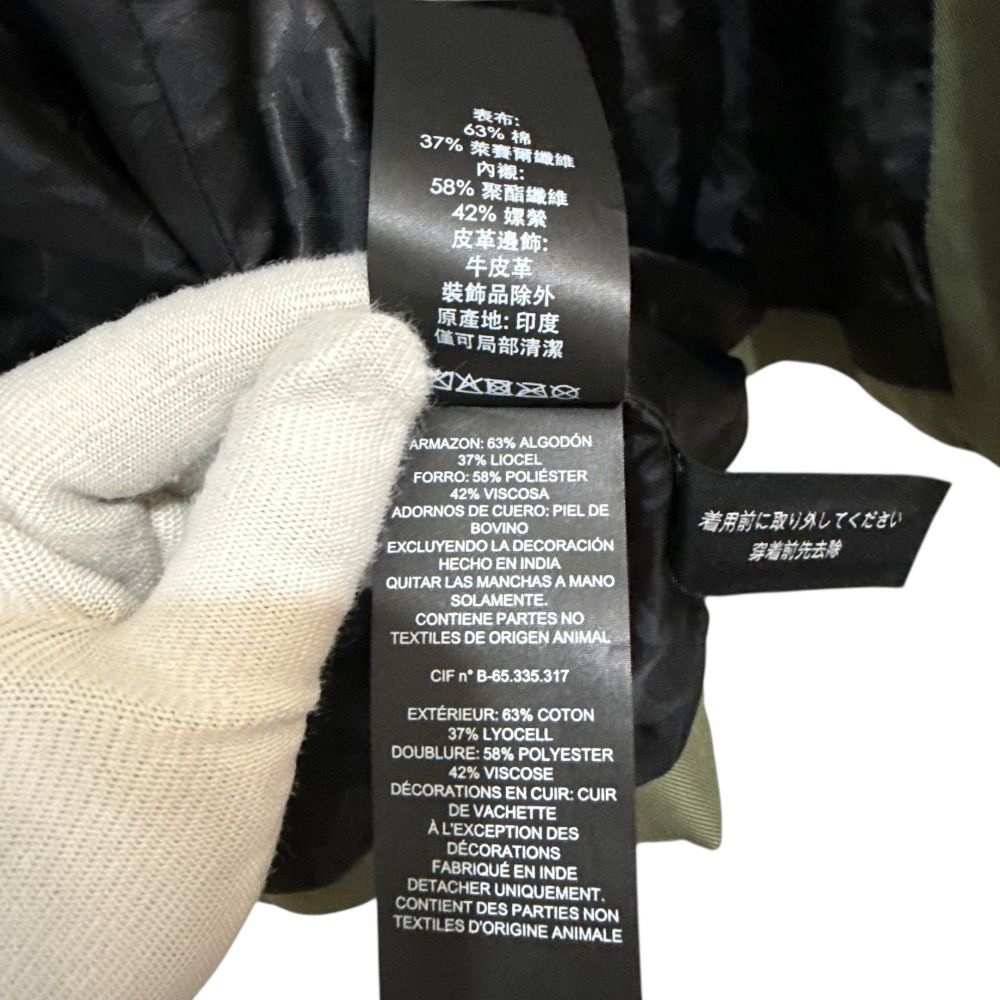 表布:
63% 棉
37% 萊賽爾纖維
內襯:
58% 聚酯纖維
42% 嫘縈
皮革邊飾:
牛皮革
裝飾品除外
原產地: 印度
僅可局部清潔
ARMAZON: 63% ALGODÓN
37% LIOCEL
FORRO: 58% POLIÉSTER
42% VISCOSA
ADORNOS DE CUERO: PIEL DE
BOVINO
EXCLUYENDO LA DECORACIÓN
HECHO EN INDIA
QUITAR LAS MANCHAS A MANO
SOLAMENTE.
CONTIENE PARTES NO
TEXTILES DE ORIGEN ANIMAL
CIF n° B-65.335.317
EXTÉRIEUR: 63% COTON
37% LYOCELL
DOUBLURE: 58% POLYESTER
42% VISCOSE
DÉCORATIONS EN CUIR: CUIR
DE VACHETTE
À L'EXCEPTION DES
DÉCORATIONS
FABRIQUÉ EN INDE
DETACHER UNIQUEMENT.
CONTIENT DES PARTIES NON
TEXTILES D'ORIGINE ANIMALE
着用前に取り外してください
穿着前先去除